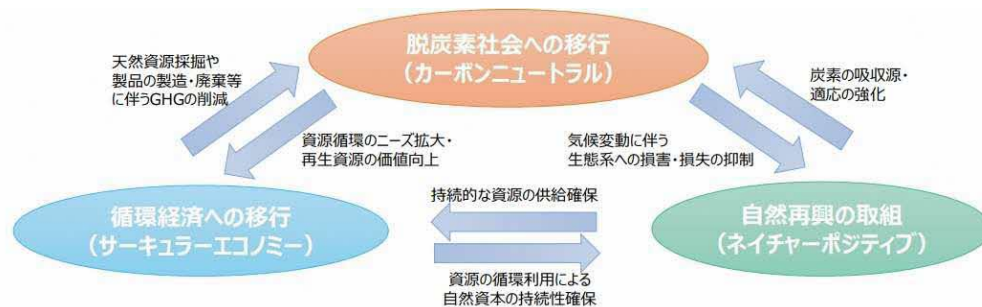 脱炭素社会への移行
(カーボンニュートラル)
天然資源採掘や
製品の製造・廃棄等
に伴うGHGの削減
炭素の吸収源・
適応の強化
資源循環のニーズ拡大・
再生資源の価値向上
気候変動に伴う
生態系への損害・損失の抑制
循環経済への移行
(サーキュラーエコノミー)
持続的な資源の供給確保
自然再興の取組
(ネイチャーポジティブ)
資源の循環利用による
自然資本の持続性確保